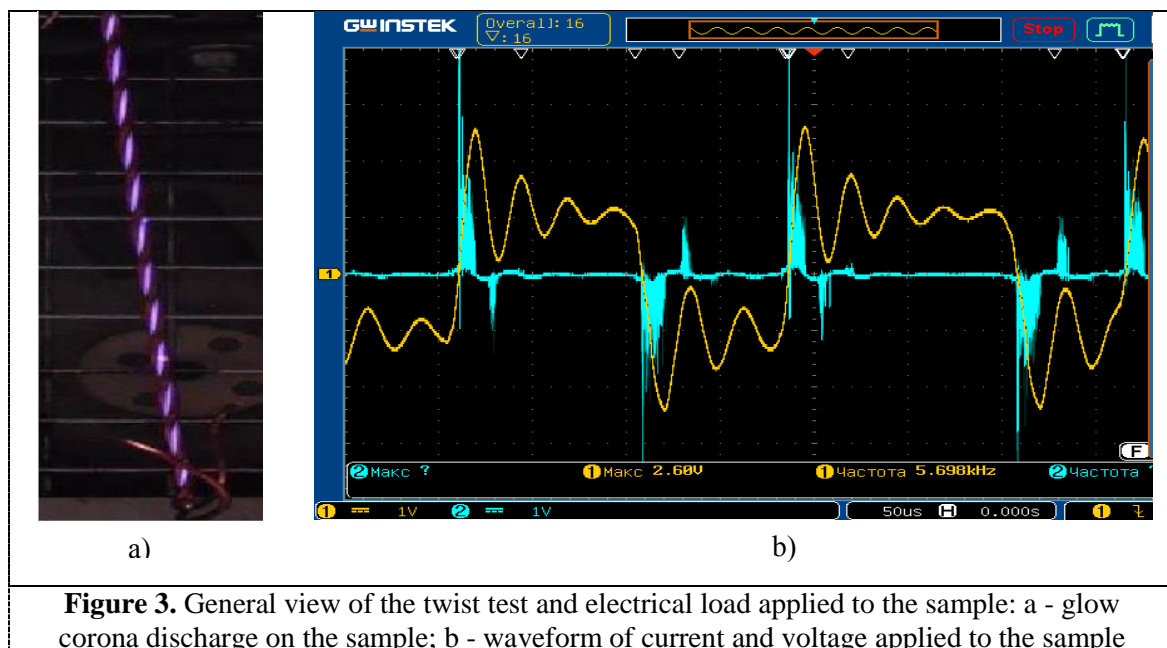 GWINSTEK
Overall: 16
▽: 16
Stop
1
F
2 Макс ?
1 Макс 2.60V
1 Частота 5.698kHz
2 Частота ?
1 1V 2 1V
50us H 0.000s
1
a)
b)
Figure 3. General view of the twist test and electrical load applied to the sample: a - glow
corona discharge on the sample; b - waveform of current and voltage applied to the sample